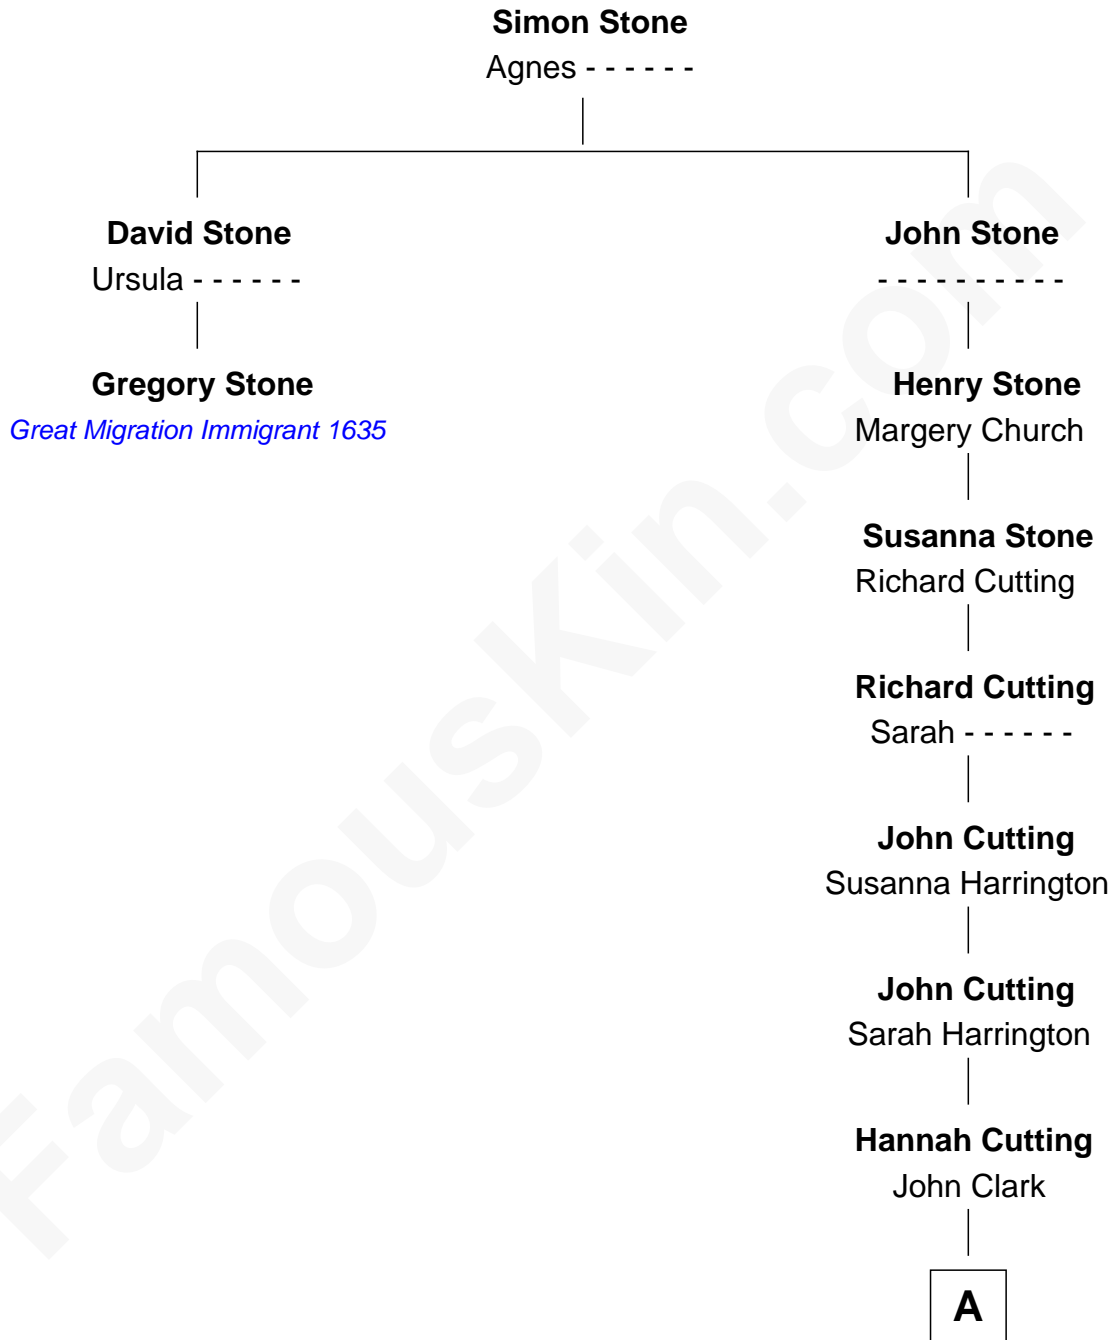 Simon Stone
Agnes - - - - - -
David Stone
Ursula - - - - - -
John Stone
- - - - - - - - - -
Gregory Stone
Great Migration Immigrant 1635
Henry Stone
Margery Church
Susanna Stone
Richard Cutting
Richard Cutting
Sarah - - - - - -
John Cutting
Susanna Harrington
John Cutting
Sarah Harrington
Hannah Cutting
John Clark
A
FamousKin.com